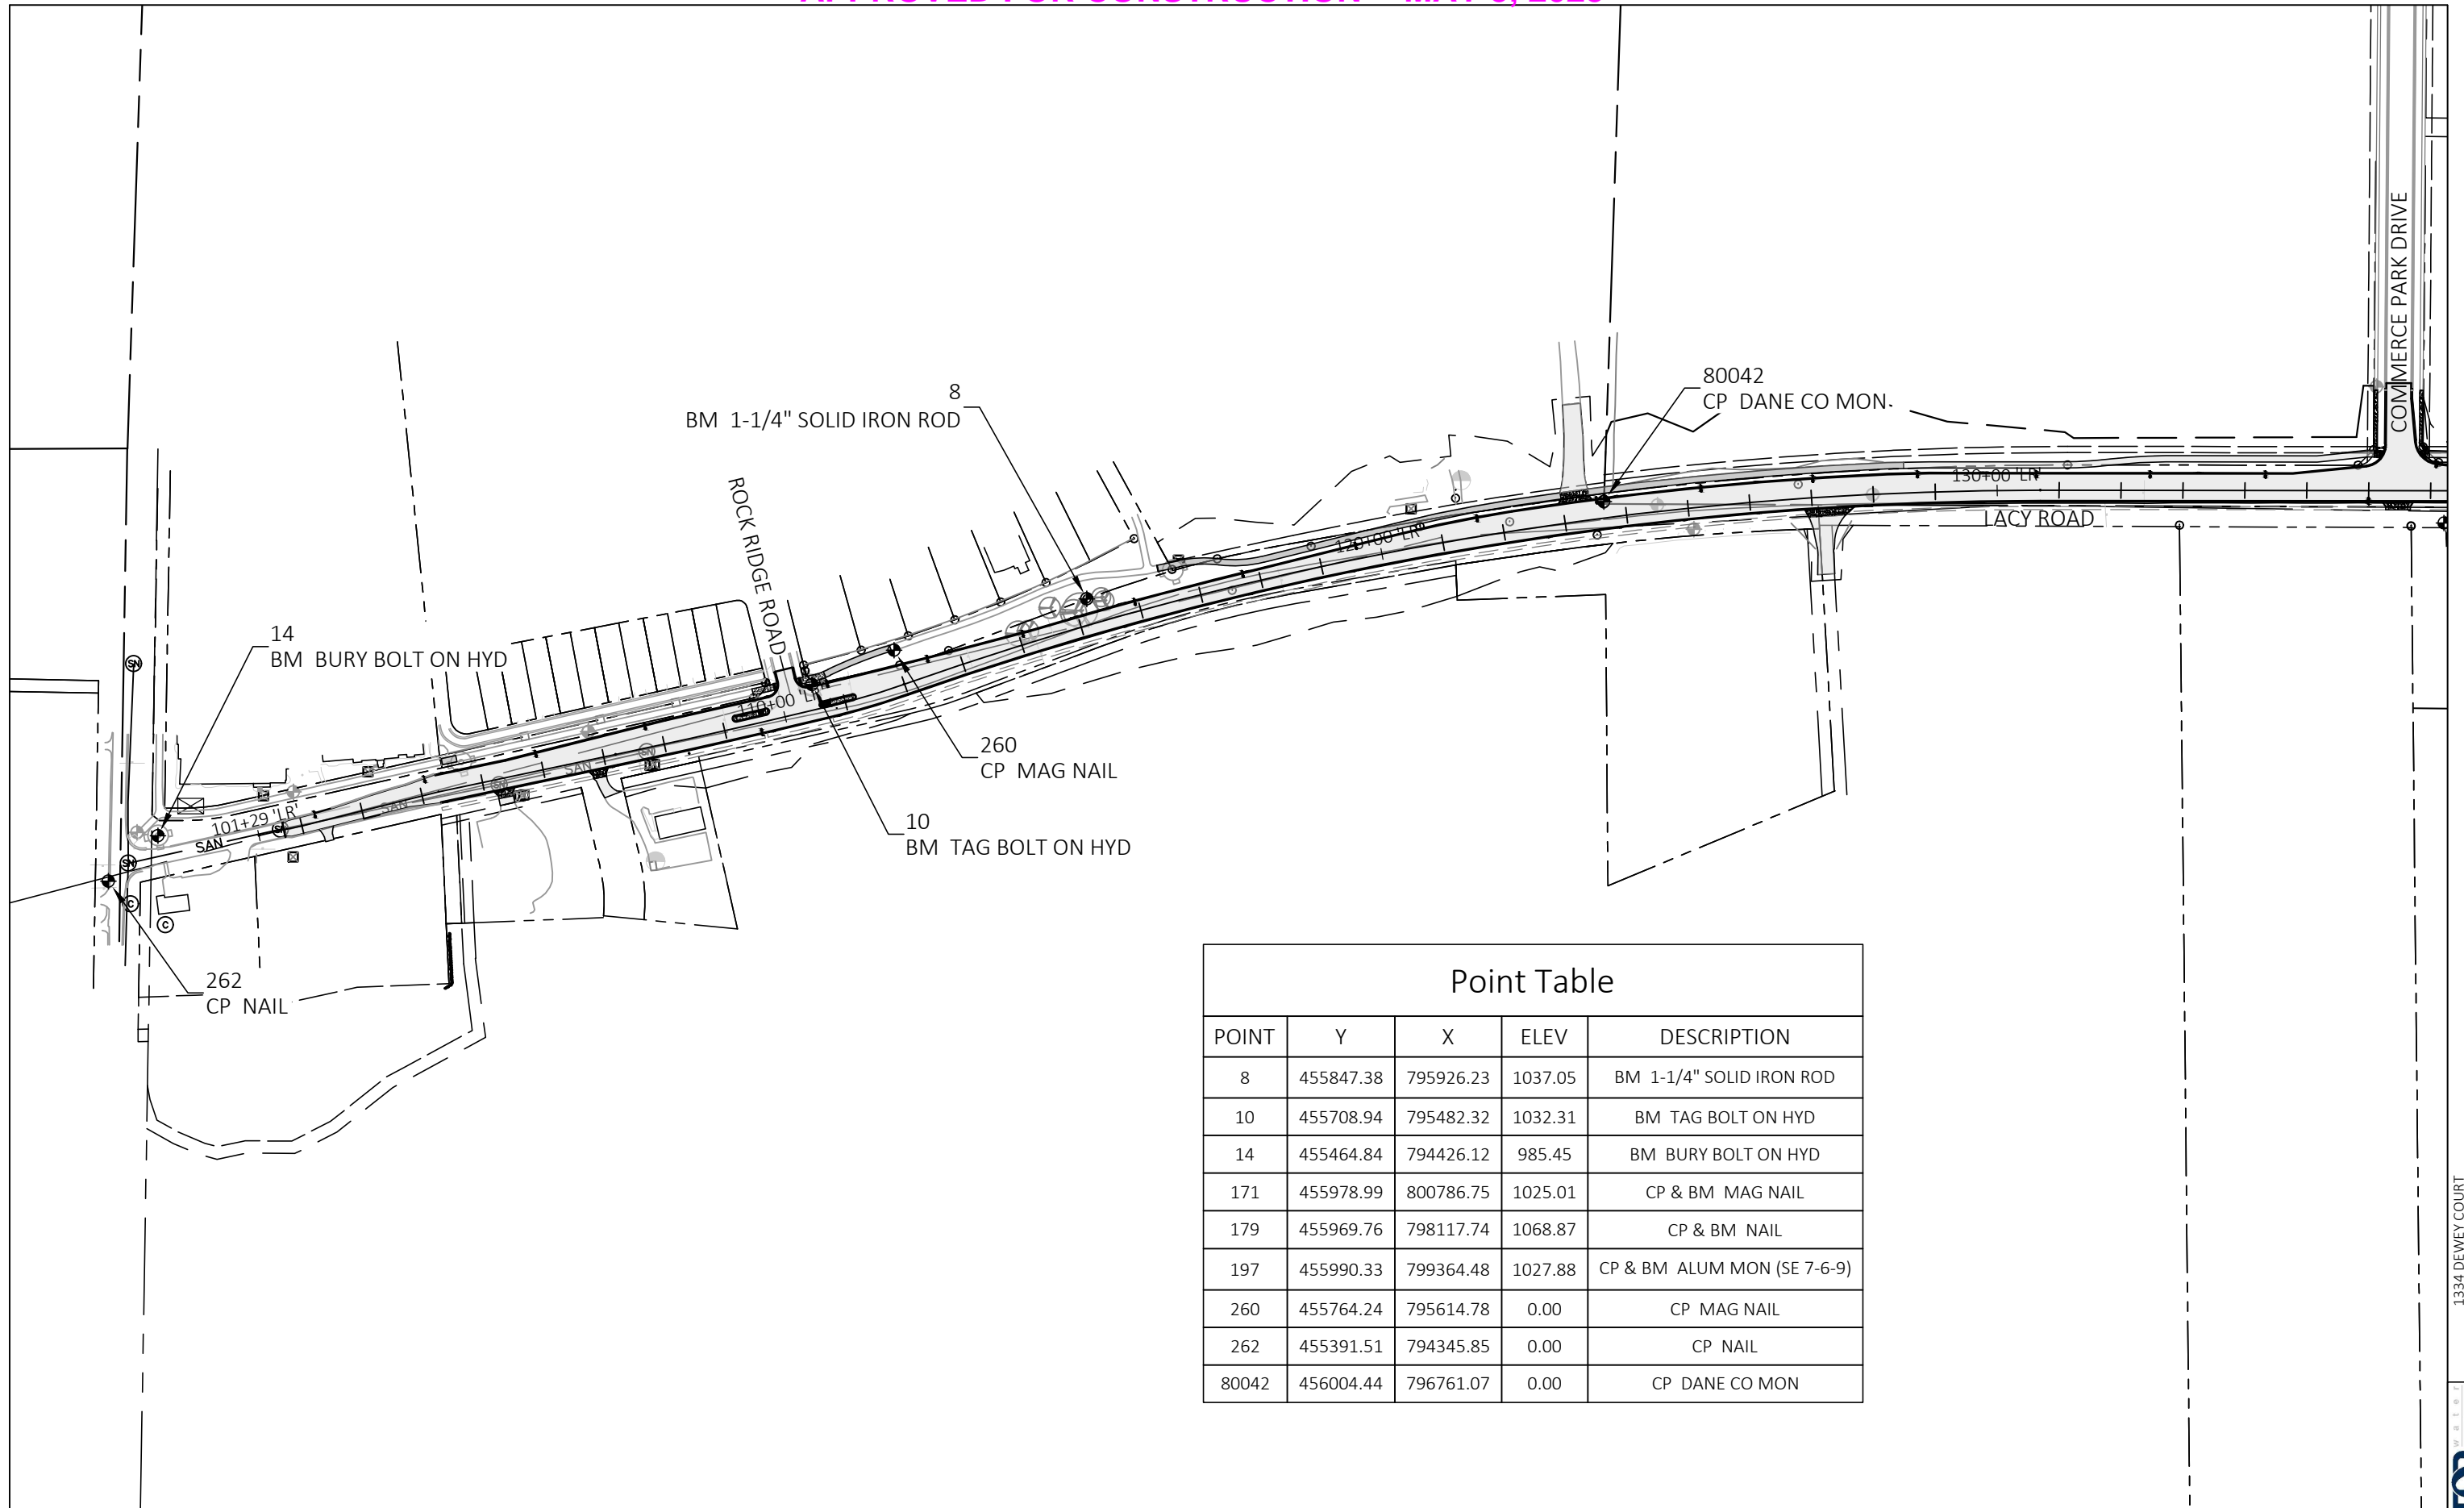 APPROVED FOR CONSTRUCTION - MAY
COMMERCE PARK DRIVE
80042
CP DANE CO MON
8
BM 1-1/4" SOLID IRON ROD
130+00 'LR'
LACY ROAD
120+00 'LR'
ROCK RIDGE ROAD
14
BM BURY BOLT ON HYD
110+00 'LR'
260
CP MAG NAIL
SAN
SAN
101+29 'LR'
SAN
10
BM TAG BOLT ON HYD
C
C
262
CP NAIL
Point Table
POINT Y X ELEV DESCRIPTION
8 455847.38 795926.23 1037.05 BM 1-1/4" SOLID IRON ROD
10 455708.94 795482.32 1032.31 BM TAG BOLT ON HYD
14 455464.84 794426.12 985.45 BM BURY BOLT ON HYD
171 455978.99 800786.75 1025.01 CP & BM MAG NAIL
179 455969.76 798117.74 1068.87 CP & BM NAIL
197 455990.33 799364.48 1027.88 CP & BM ALUM MON (SE 7-6-9)
260 455764.24 795614.78 0.00 CP MAG NAIL
262 455391.51 794345.85 0.00 CP NAIL
80042 456004.44 796761.07 0.00 CP DANE CO MON
1334 DEWEY COURT
water